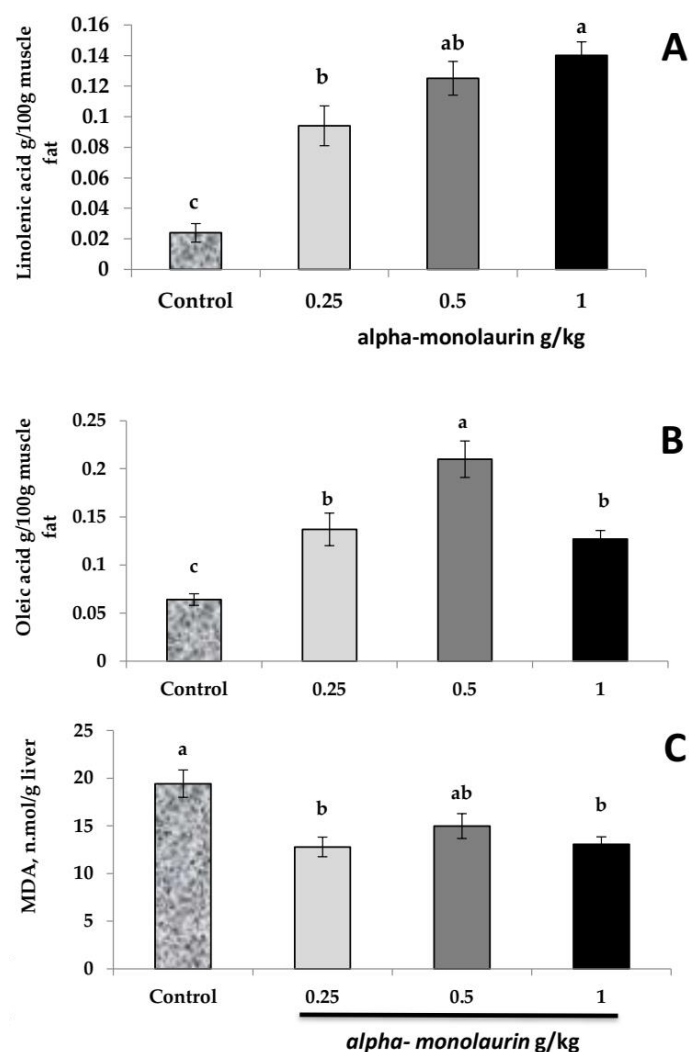 Linolenic acid g/100g muscle
fat
0.16
0.14
0.12
0.1
0.08
0.06
0.04
0.02
0
c
b
ab
a
A
Control 0.25 0.5 1
alpha-monolaurin g/kg
Oleic acid g/100g muscle
fat
0.25
0.2
0.15
0.1
0.05
0
c
b
a
b
B
Control 0.25 0.5 1
MDA, n.mol/g liver
25
20
15
10
5
0
a
b
ab
b
C
Control 0.25 0.5 1
alpha- monolaurin g/kg